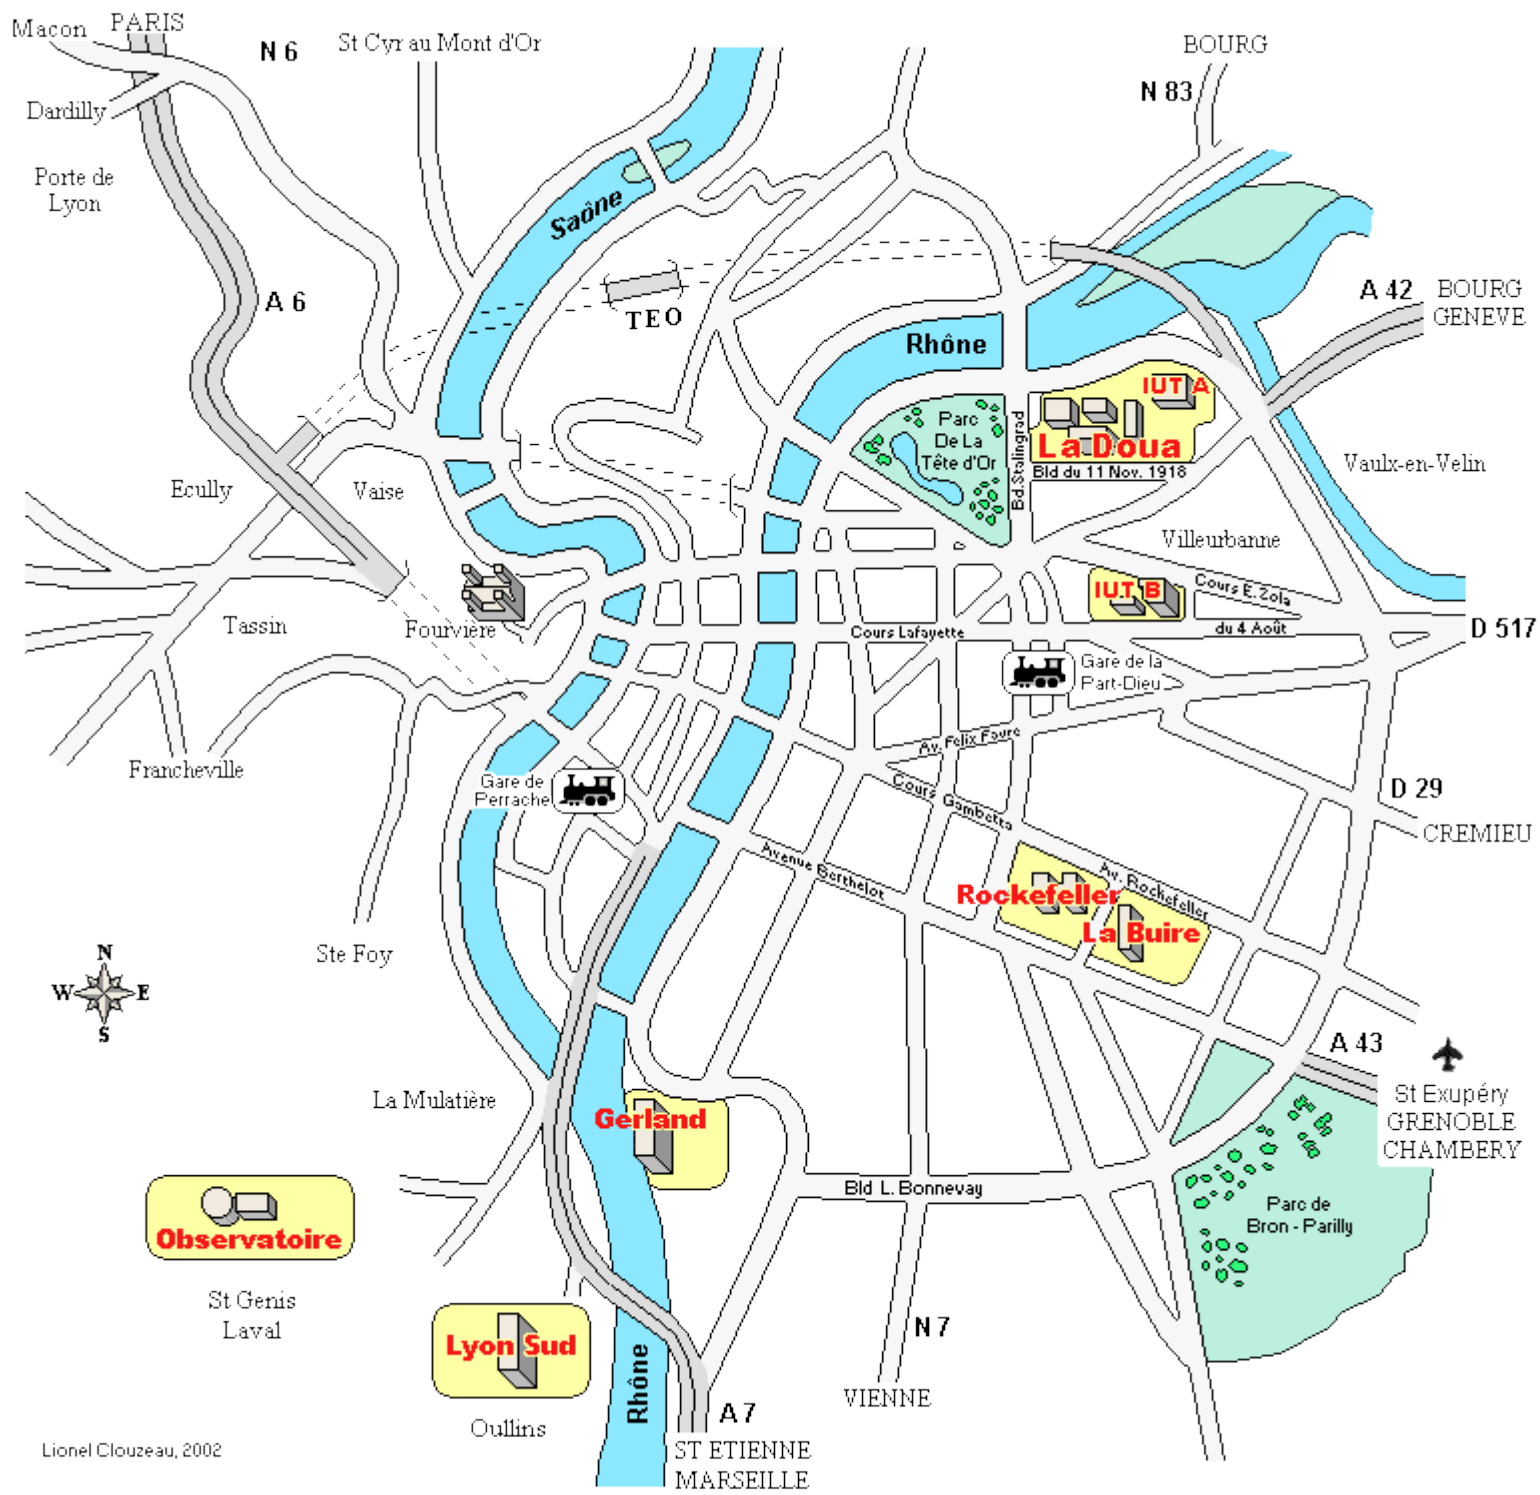 Macon
PARIS
N 6
St Cyr au Mont d'Or
BOURG
N 83
Dardilly
Porte de
Lyon
Saône
A 6
TEO
A 42
BOURG
GENEVE
Rhône
IUT A
Parc
De La
Tête d'Or
Bd.Stalingrad
La Doua
Bld du 11 Nov. 1918
Vaulx-en-Velin
Ecully
Vaise
Villeurbanne
IUT B
Cours E. Zola
Tassin
Fourvière
Cours Lafayette
du 4 Août
D 517
Gare de la
Part-Dieu
Francheville
Av. Felix Faure
Gare de
Perrache
Cours Gambetta
D 29
CREMIEU
Avenue Berthelot
Av. Rockefeller
Rockefeller
La Buire
Ste Foy
N
W
E
S
A 43
La Mulatière
Gerland
St Exupéry
GRENOBLE
CHAMBERY
Bld L. Bonnevay
Parc de
Bron - Parilly
Observatoire
St Genis
Laval
Lyon Sud
Rhône
N 7
VIENNE
Oullins
A 7
ST ETIENNE
MARSEILLE
Lionel Clouzeau, 2002